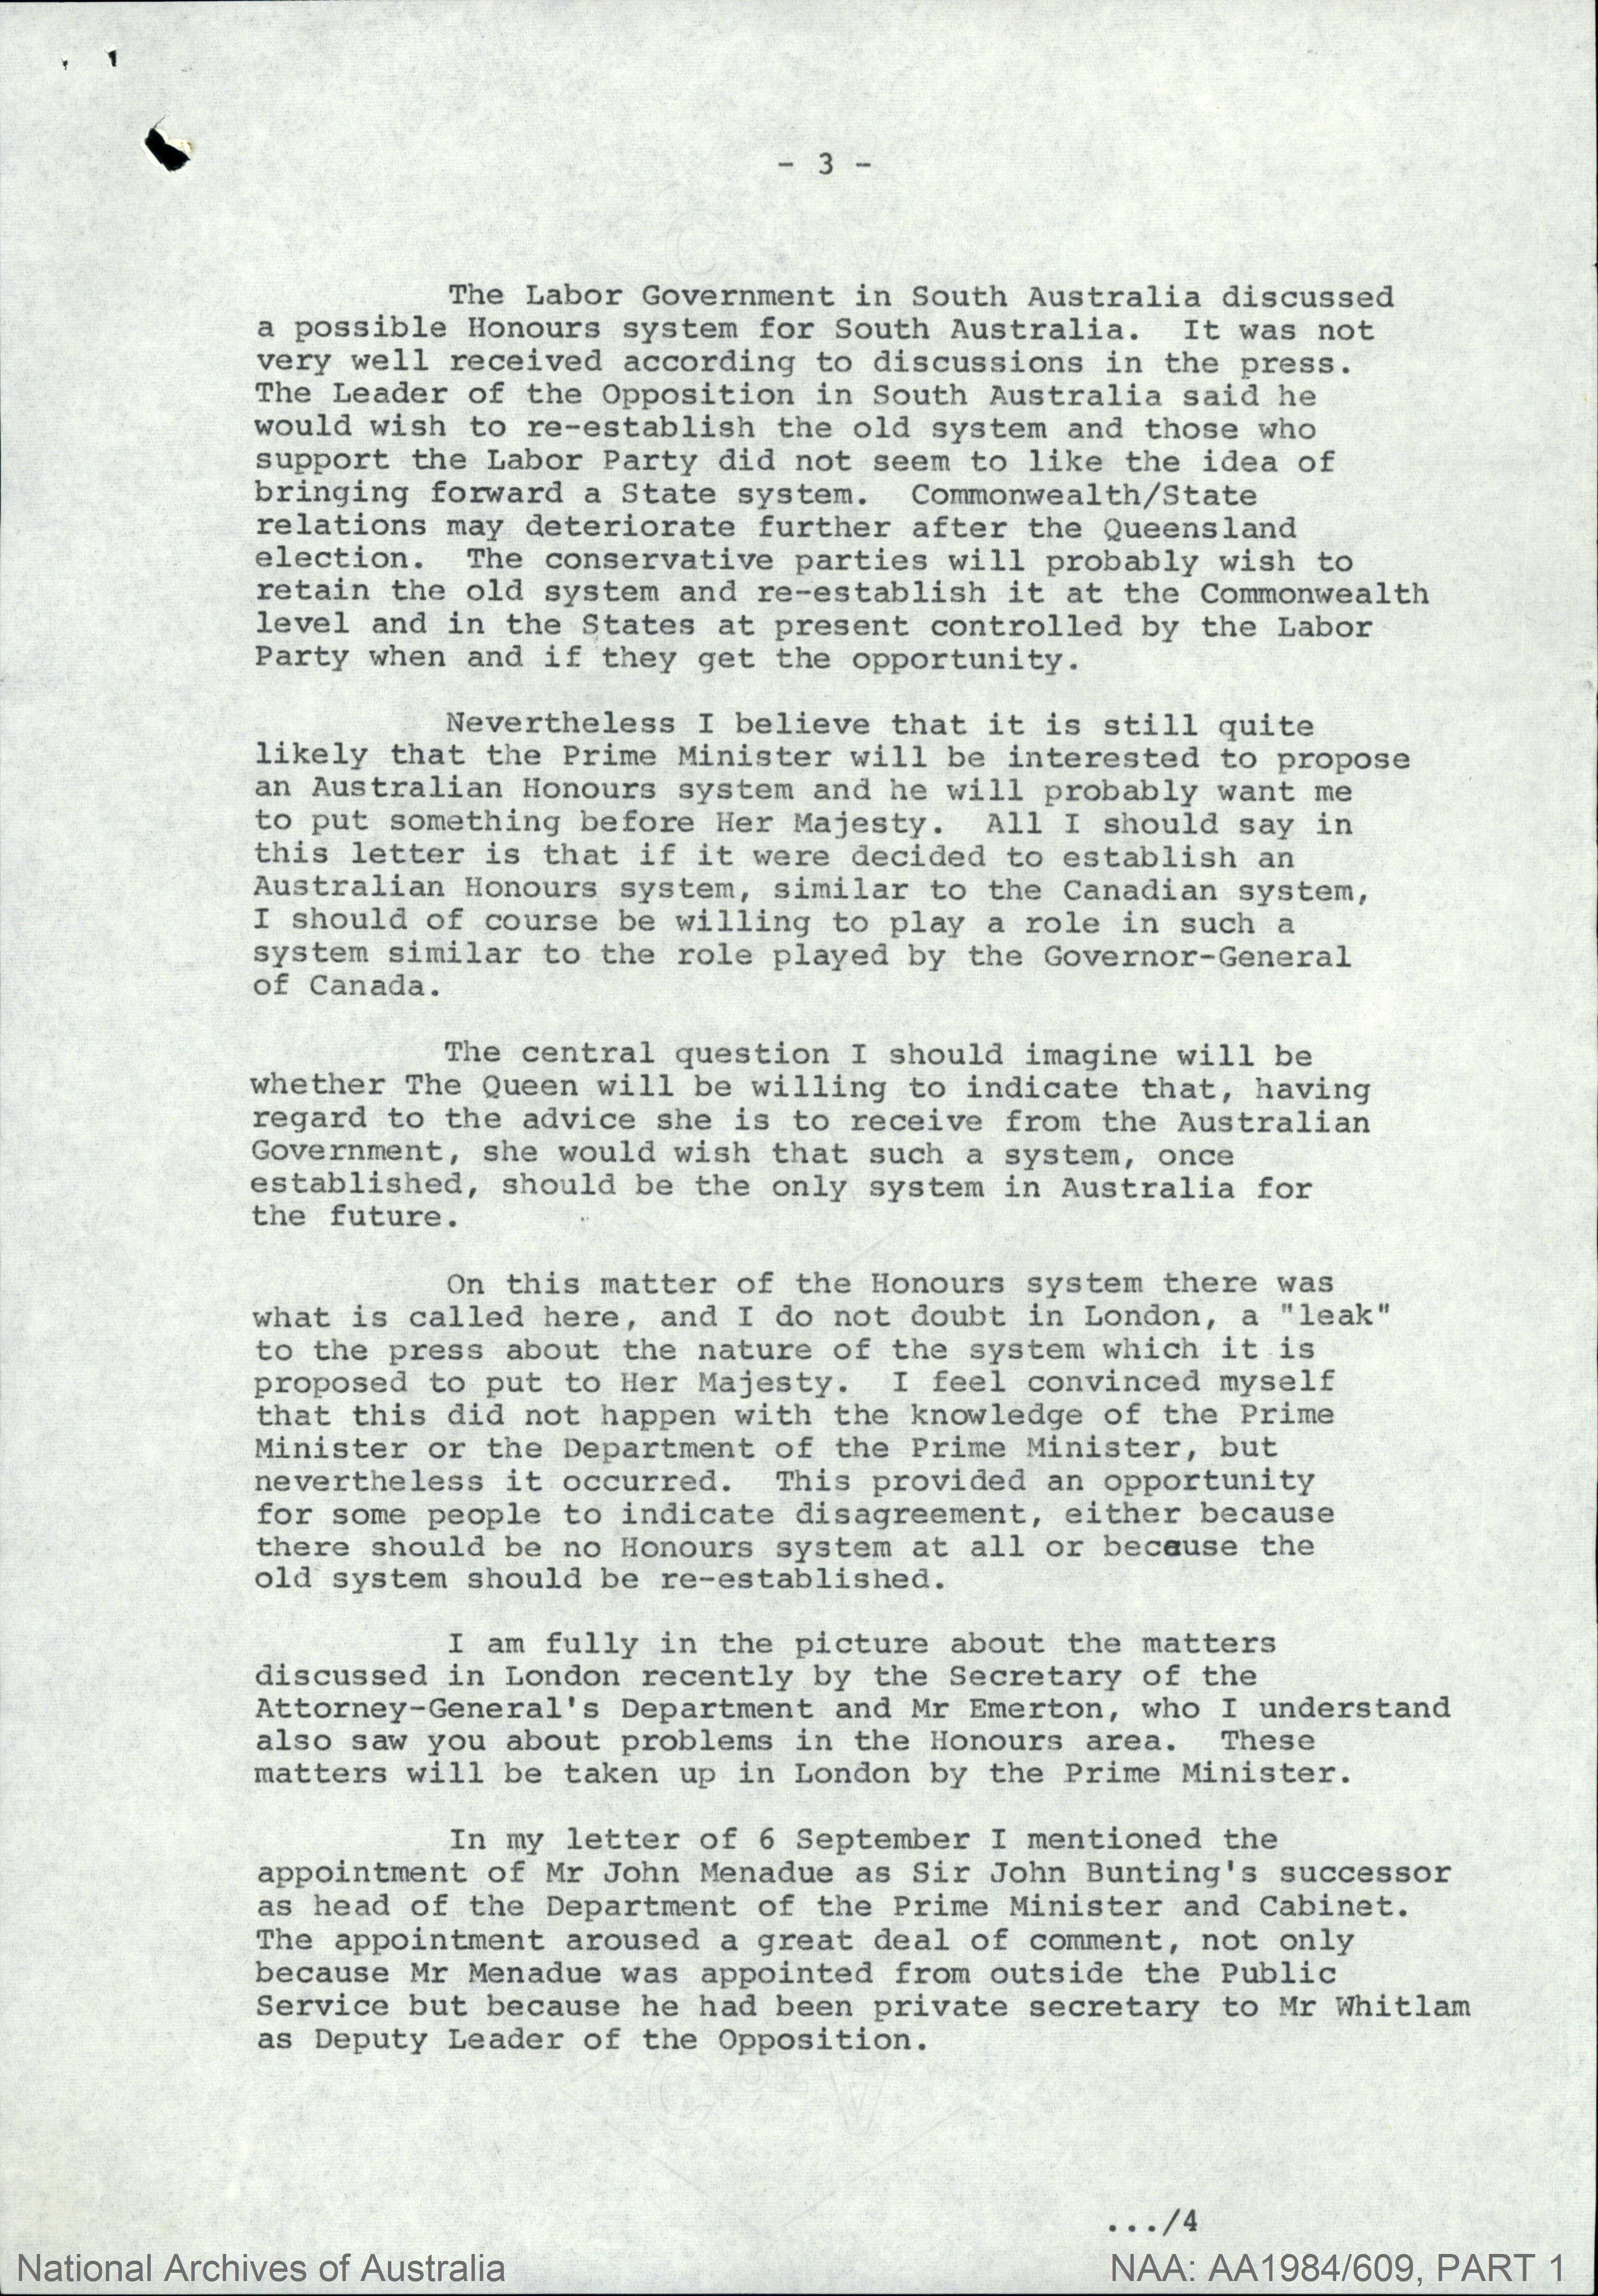 - 3 -
The Labor Government in South Australia discussed
a possible Honours system for South Australia. It was not
very well received according to discussions in the press.
The Leader of the Opposition in South Australia said he
would wish to re-establish the old system and those who
support the Labor Party did not seem to like the idea of
bringing forward a State system. Commonwealth/State
relations may deteriorate further after the Queensland
election. The conservative parties will probably wish to
retain the old system and re-establish it at the Commonwealth
level and in the States at present controlled by the Labor
Party when and if they get the opportunity.
Nevertheless I believe that it is still quite
likely that the Prime Minister will be interested to propose
an Australian Honours system and he will probably want me
to put something before Her Majesty. All I should say in
this letter is that if it were decided to establish an
Australian Honours system, similar to the Canadian system,
I should of course be willing to play a role in such a
system similar to the role played by the Governor-General
of Canada.
The central question I should imagine will be
whether The Queen will be willing to indicate that, having
regard to the advice she is to receive from the Australian
Government, she would wish that such a system, once
established, should be the only system in Australia for
the future.
On this matter of the Honours system there was
what is called here, and I do not doubt in London, a "leak"
to the press about the nature of the system which it is
proposed to put to Her Majesty. I feel convinced myself
that this did not happen with the knowledge of the Prime
Minister or the Department of the Prime Minister, but
nevertheless it occurred. This provided an opportunity
for some people to indicate disagreement, either because
there should be no Honours system at all or because the
old system should be re-established.
I am fully in the picture about the matters
discussed in London recently by the Secretary of the
Attorney-General's Department and Mr Emerton, who I understand
also saw you about problems in the Honours area. These
matters will be taken up in London by the Prime Minister.
In my letter of 6 September I mentioned the
appointment of Mr John Menadue as Sir John Bunting's successor
as head of the Department of the Prime Minister and Cabinet.
The appointment aroused a great deal of comment, not only
because Mr Menadue was appointed from outside the Public
Service but because he had been private secretary to Mr Whitlam
as Deputy Leader of the Opposition.
.../4
National Archives of Australia
NAA: AA1984/609, PART 1